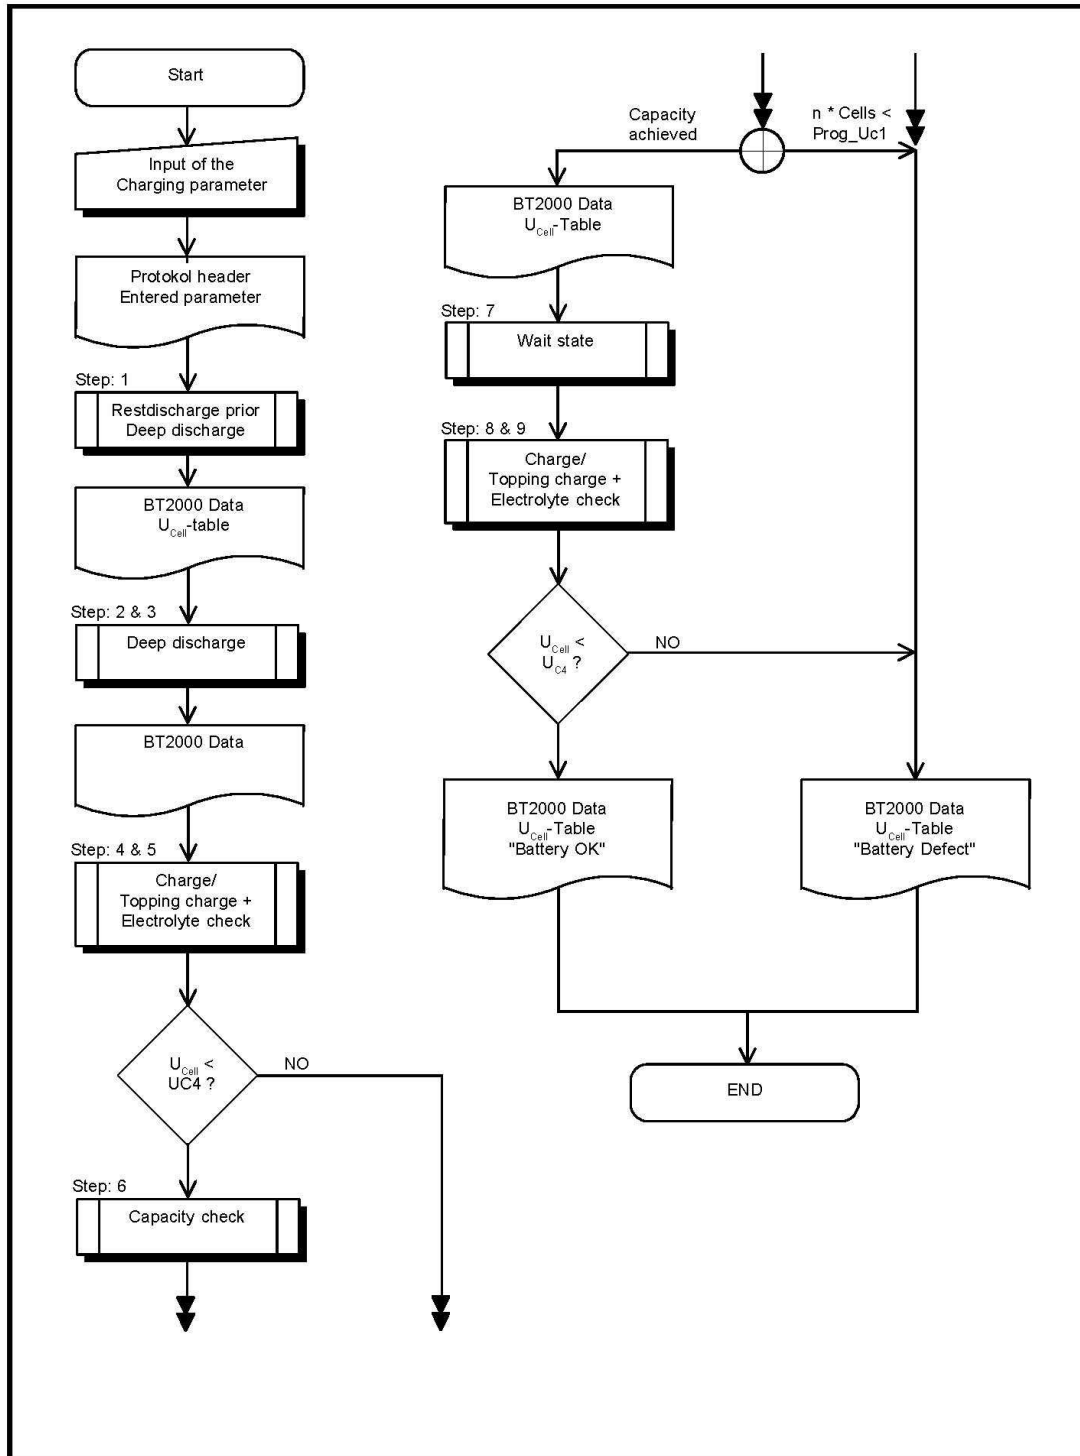 Start
Input of the
Charging parameter
Protokol header
Entered parameter
Step: 1
Restdischarge prior
Deep discharge
BT2000 Data
UCell-table
Step: 2 & 3
Deep discharge
BT2000 Data
Step: 4 & 5
Charge/
Topping charge +
Electrolyte check
UCell <
UC4 ?
NO
Step: 6
Capacity check
Capacity
achieved
n * Cells <
Prog_Uc1
BT2000 Data
UCell-Table
Step: 7
Wait state
Step: 8 & 9
Charge/
Topping charge +
Electrolyte check
UCell <
UC4 ?
NO
BT2000 Data
UCell-Table
"Battery OK"
BT2000 Data
UCell-Table
"Battery Defect"
END